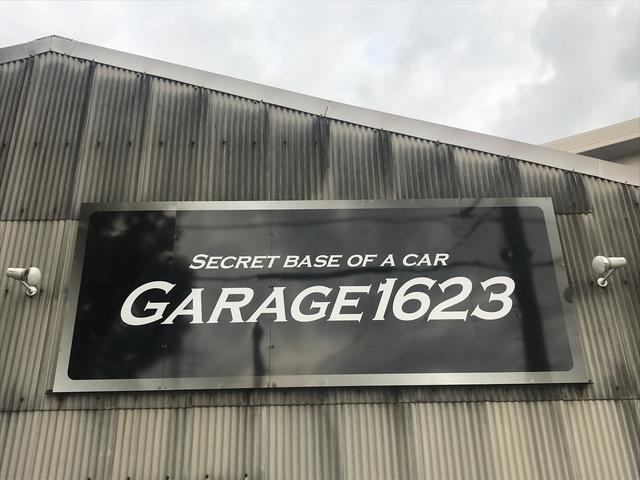 SECRET BASE OF A CAR
GARAGE1623